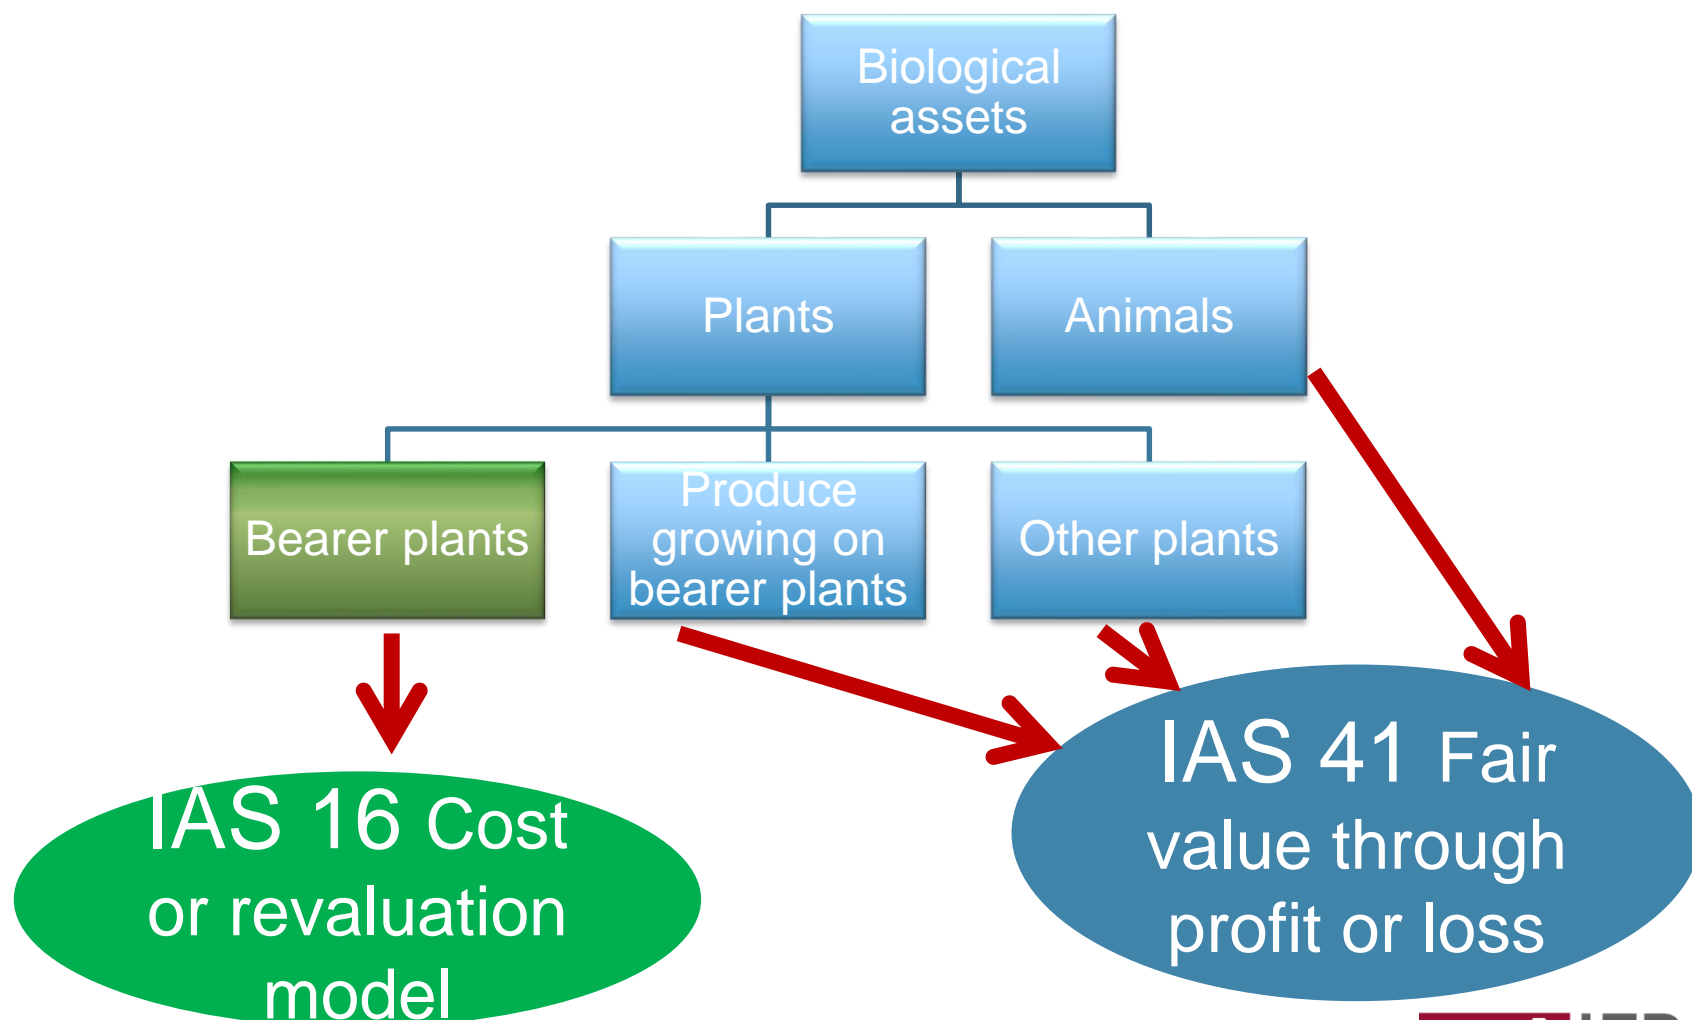 Biological
assets
Plants
Animals
Bearer plants
Produce
growing on
bearer plants
Other plants
IAS 16 Cost
or revaluation
model
IAS 41 Fair
value through
profit or loss